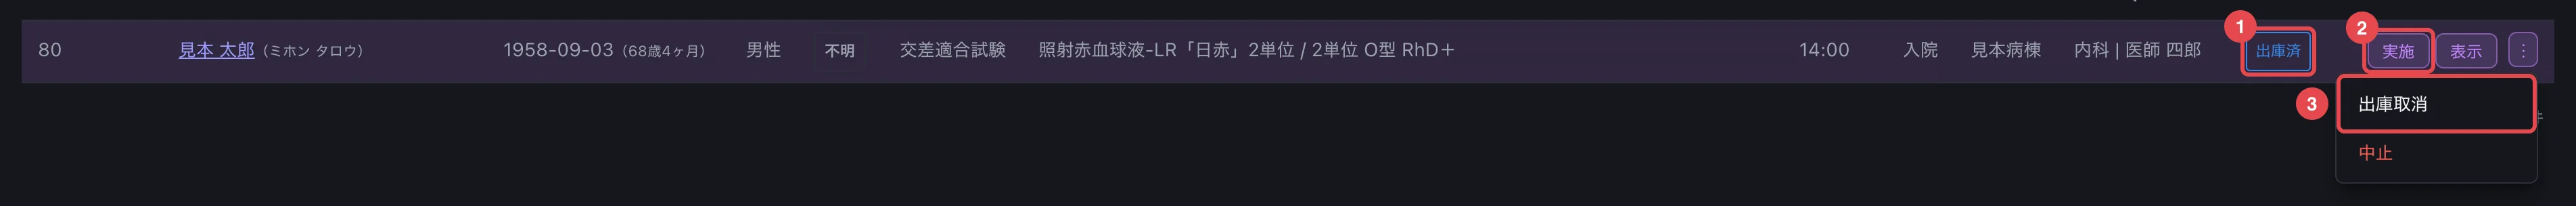 80 見本 太郎（ミホン タロウ） 1958-09-03（68歳4ヶ月） 男性 不明 交差適合試験 照射赤血球液-LR「日赤」2単位 / 2単位 O型 RhD＋ 14:00 入院 見本病棟 内科 | 医師 四郎 1 出庫済 2 実施 表示 ⋮
3 出庫取消
中止